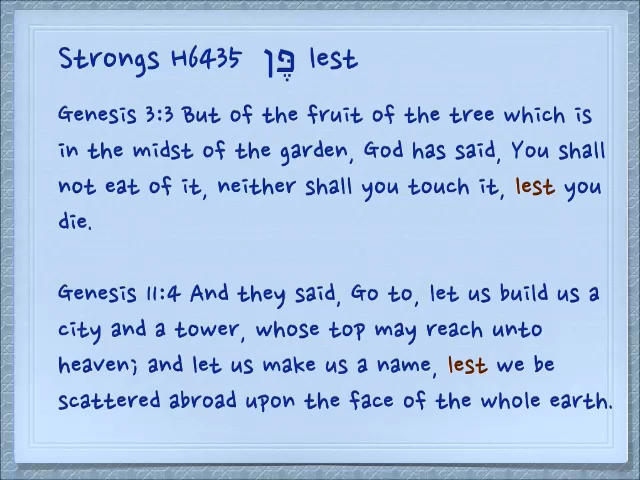 Strongs H6435 פֶּן lest
Genesis 3:3 But of the fruit of the tree which is
in the midst of the garden, God has said, You shall
not eat of it, neither shall you touch it, lest you
die.
Genesis 11:4 And they said, Go to, let us build us a
city and a tower, whose top may reach unto
heaven; and let us make us a name, lest we be
scattered abroad upon the face of the whole earth.